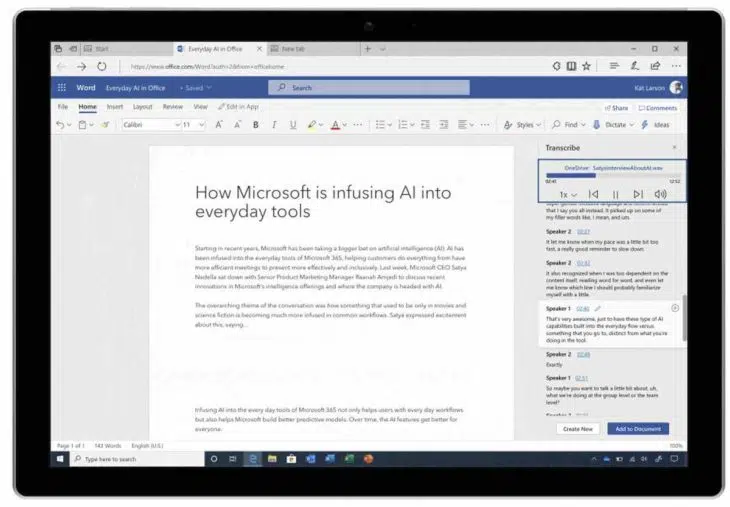 Start
Everyday AI in Office
New tab
Word Everyday AI in Office - Saved
Search
Kat Larson
File Home Insert Layout Review View Edit in App
Share Comments
Calibri 11
B I U A
Styles Find Dictate Ideas
Transcribe
OneDrive: SatyaInterviewAboutAI.wav
02:41 12:52
1x
that I say you all instead. It picked up on some of
my filler words like, I mean, and um.
Speaker 2
It let me know when my pace was a little bit too
fast, a really good reminder to slow down.
Speaker 2
It also recognized when I was too dependent on the
content itself, reading word for word, and even let
me know which line I should probably familiarize
myself with a little.
Speaker 1 02:40
That's very awesome, just to have these type of AI
capabilities built into the everyday flow versus
something that you go to, distinct from what you're
doing in the tool.
Speaker 2 02:48
Exactly
Speaker 1 02:51
So maybe you want to talk a little bit about, uh,
what we're doing at the group level or the team
level?
Create New Add to Document
How Microsoft is infusing AI into
everyday tools
Starting in recent years, Microsoft has been taking a bigger bet on artificial intelligence (AI). AI has
been infused into the everyday tools of Microsoft 365, helping customers do everything from have
more efficient meetings to present more effectively and inclusively. Last week, Microsoft CEO Satya
Nadella sat down with Senior Product Marketing Manager Raanah Amjadi to discuss recent
innovations in Microsoft's intelligence offerings and where the company is headed with AI.
The overarching theme of the conversation was how something that used to be only in movies and
science fiction is becoming much more infused in common workflows. Satya expressed excitement
about this, saying...
Infusing AI into the every day tools of Microsoft 365 not only helps users with every day workflows
but also helps Microsoft build better predictive models. Over time, the AI features get better for
everyone.
Page 1 of 1 143 Words English (U.S.)
100%
Type here to search